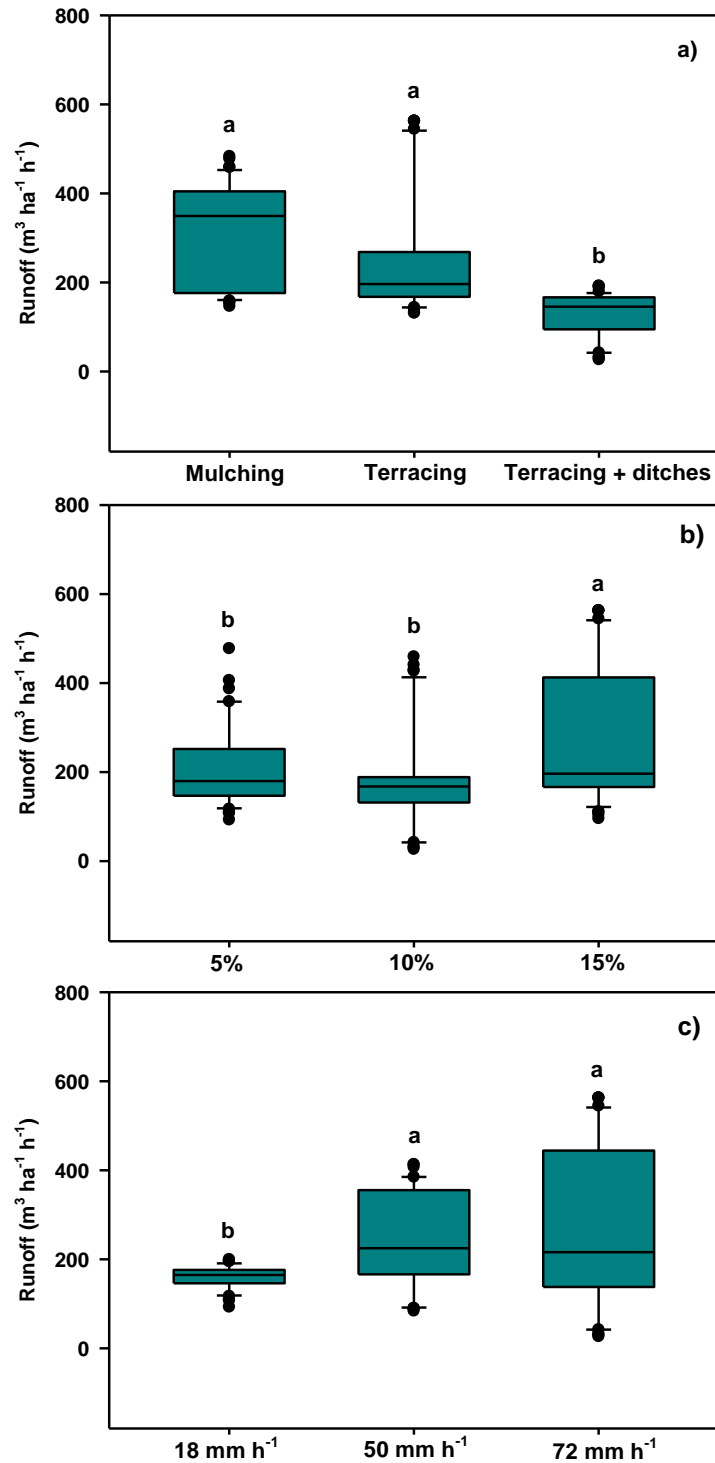 800
a)
600
a
a
400
b
200
0
Runoff (m³ ha⁻¹ h⁻¹)
Mulching Terracing Terracing + ditches
800
b)
600
a
b
b
400
200
0
Runoff (m³ ha⁻¹ h⁻¹)
5% 10% 15%
800
c)
600
a
a
400
b
200
0
Runoff (m³ ha⁻¹ h⁻¹)
18 mm h⁻¹ 50 mm h⁻¹ 72 mm h⁻¹